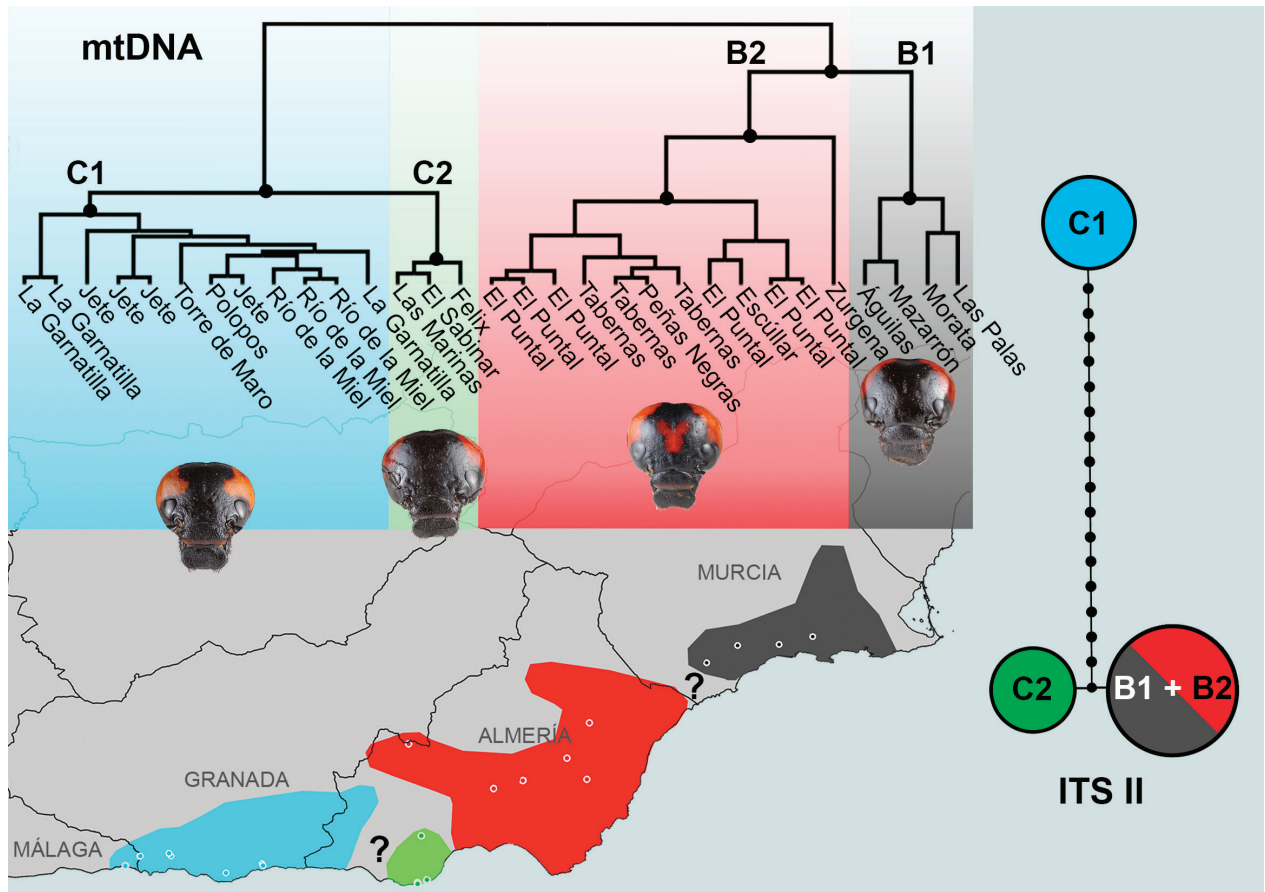 mtDNA
B2
B1
C1
C2
La Garnatilla
La Garnatilla
Jete
Jete
Jete
Torre de Maro
Polopos
Jete
Río de la Miel
Río de la Miel
Río de la Miel
La Garnatilla
Las Marinas
El Sabinar
Felix
El Puntal
El Puntal
El Puntal
Tabernas
Tabernas
Peñas Negras
Tabernas
El Puntal
Escúllar
El Puntal
El Puntal
Zurgena
Águilas
Mazarrón
Morata
Las Palas
C1
MURCIA
?
ALMERÍA
GRANADA
?
MÁLAGA
C2
B1 + B2
ITS II